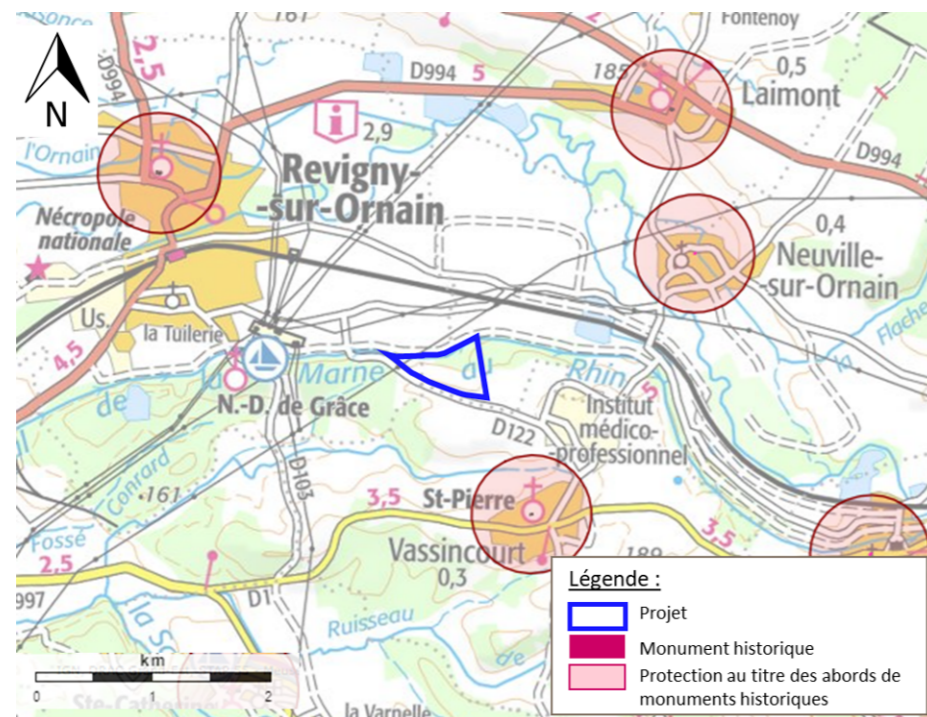 N
161
Fontenoy
2,5
D994
D994 5
185
0,5
Laimont
l'Ornain
i
2,9
Revigny-
-sur-Ornain
D994
Nécropole
nationale
0,4
Neuville-
-sur-Ornain
Us.
la Tuilerie
4,5
de
la
Marne
au
Rhin
5
N.-D. de Grâce
D122
Institut
médico-
-professionnel
D103
Conrard
161
St-Pierre
3,5
3,5
Fossé
2,5
Vassincourt
0,3
189
997
D1
Ruisseau
de
la Varnelle
km
0
1
2
Légende :
Projet
Monument historique
Protection au titre des abords de
monuments historiques